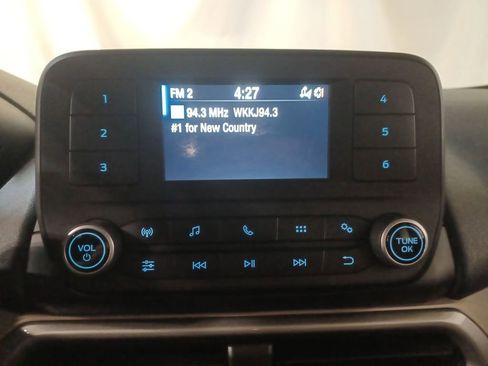 FM 2 4:27
94.3 MHz WKKJ94.3
#1 for New Country
1 4
2 5
3 6
VOL
TUNE
OK